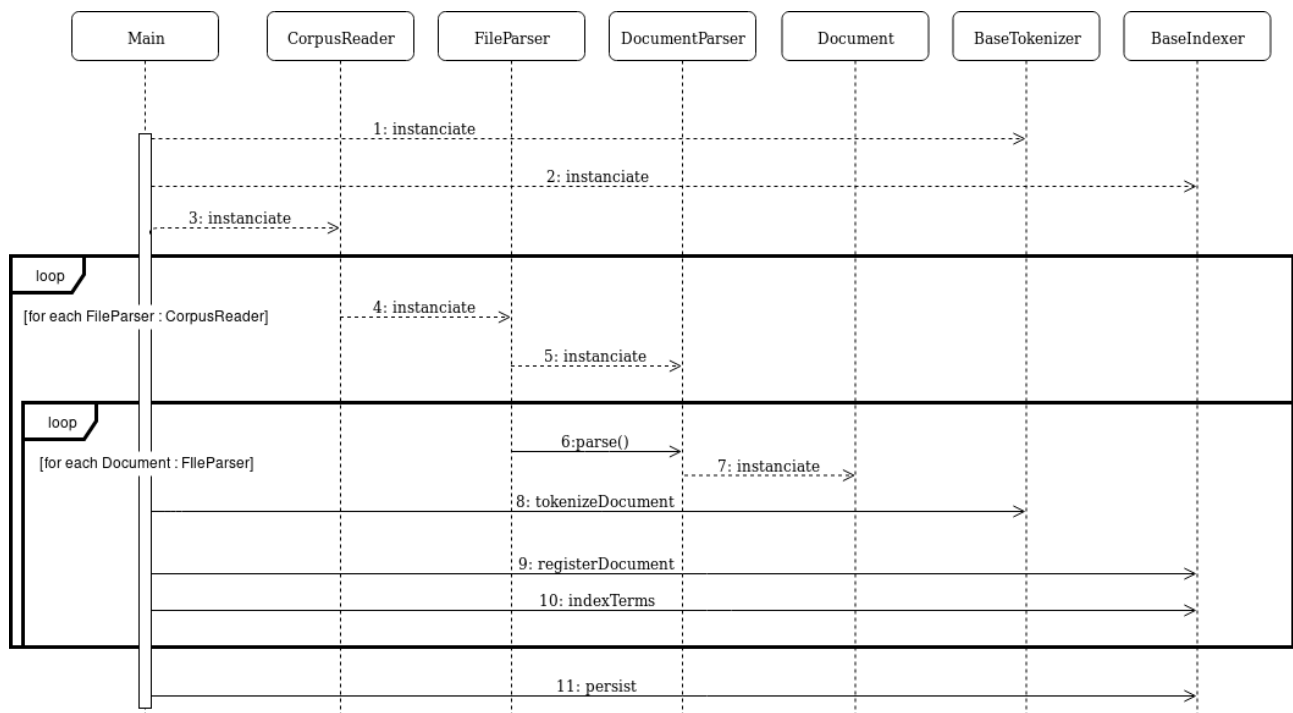 Main
CorpusReader
FileParser
DocumentParser
Document
BaseTokenizer
BaseIndexer
1: instanciate
2: instanciate
3: instanciate
loop
[for each FileParser : CorpusReader]
4: instanciate
5: instanciate
loop
6:parse()
[for each Document : FIleParser]
7: instanciate
8: tokenizeDocument
9: registerDocument
10: indexTerms
11: persist